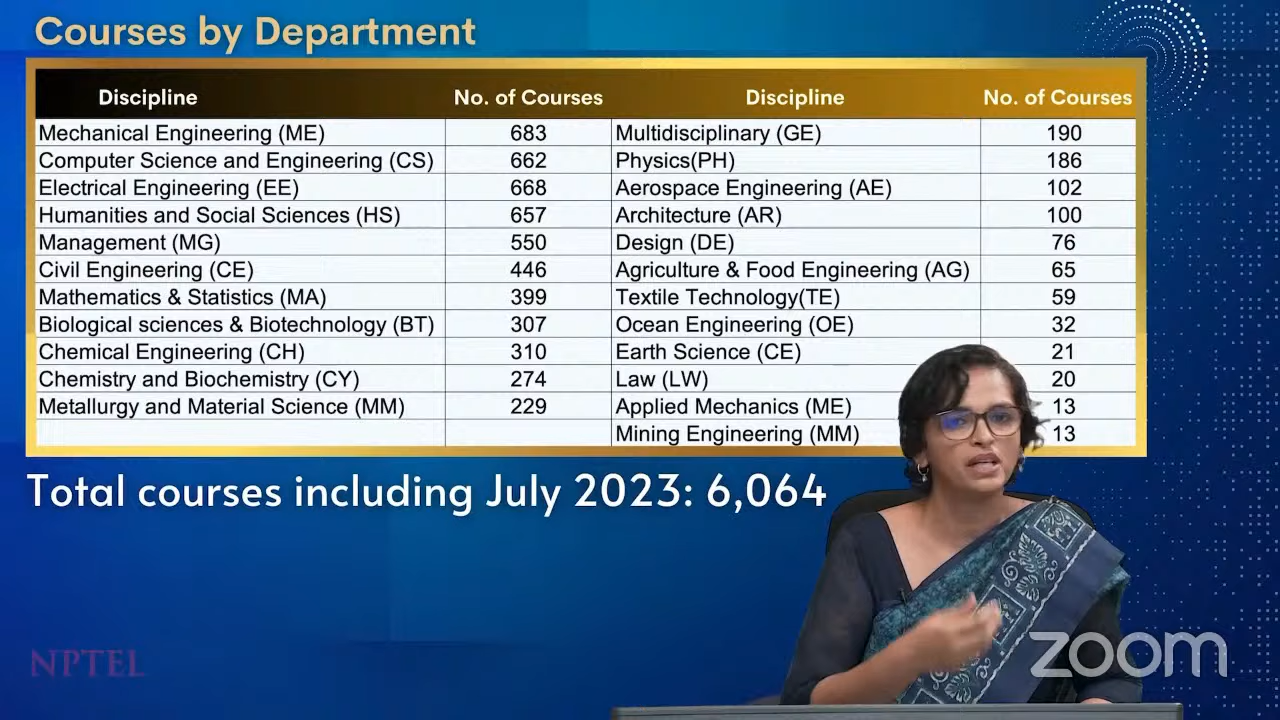 Courses by Department
Discipline No. of Courses Discipline No. of Courses
Mechanical Engineering (ME) 683 Multidisciplinary (GE) 190
Computer Science and Engineering (CS) 662 Physics(PH) 186
Electrical Engineering (EE) 668 Aerospace Engineering (AE) 102
Humanities and Social Sciences (HS) 657 Architecture (AR) 100
Management (MG) 550 Design (DE) 76
Civil Engineering (CE) 446 Agriculture & Food Engineering (AG) 65
Mathematics & Statistics (MA) 399 Textile Technology(TE) 59
Biological sciences & Biotechnology (BT) 307 Ocean Engineering (OE) 32
Chemical Engineering (CH) 310 Earth Science (CE) 21
Chemistry and Biochemistry (CY) 274 Law (LW) 20
Metallurgy and Material Science (MM) 229 Applied Mechanics (ME) 13
Mining Engineering (MM) 13
Total courses including July 2023: 6,064
NPTEL
zoom